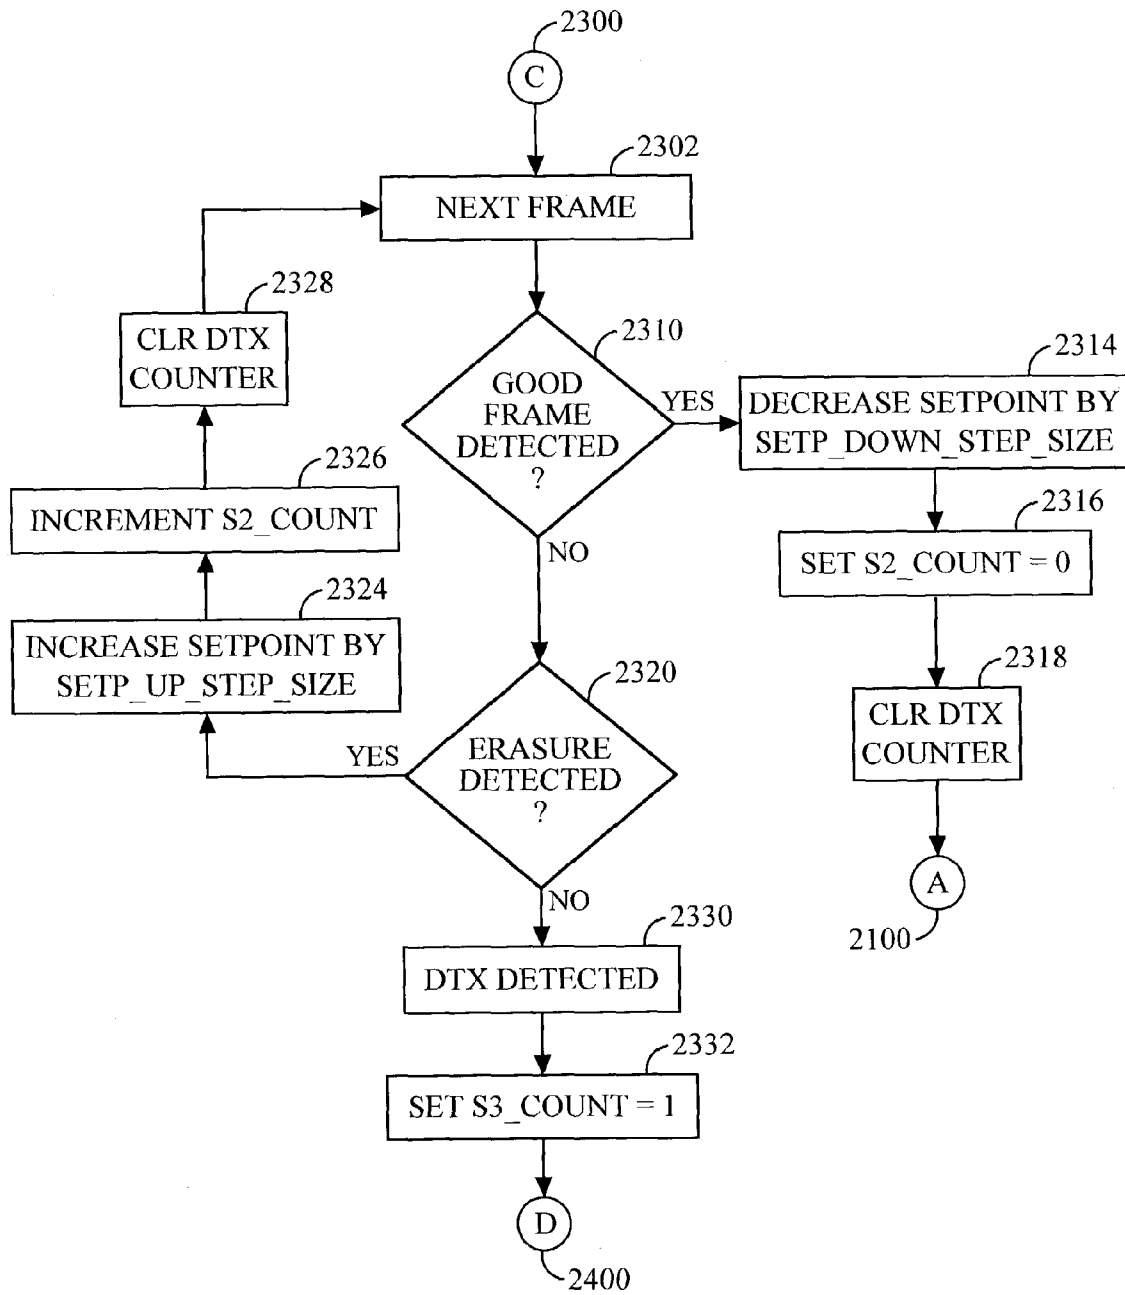 2300
C
2302
NEXT FRAME
2328
CLR DTX
COUNTER
2310
GOOD
FRAME
DETECTED
?
YES
2314
DECREASE SETPOINT BY
SETP_DOWN_STEP_SIZE
2326
INCREMENT S2_COUNT
NO
2316
SET S2_COUNT = 0
2324
INCREASE SETPOINT BY
SETP_UP_STEP_SIZE
2320
ERASURE
DETECTED
?
YES
2318
CLR DTX
COUNTER
NO
A
2100
2330
DTX DETECTED
2332
SET S3_COUNT = 1
D
2400